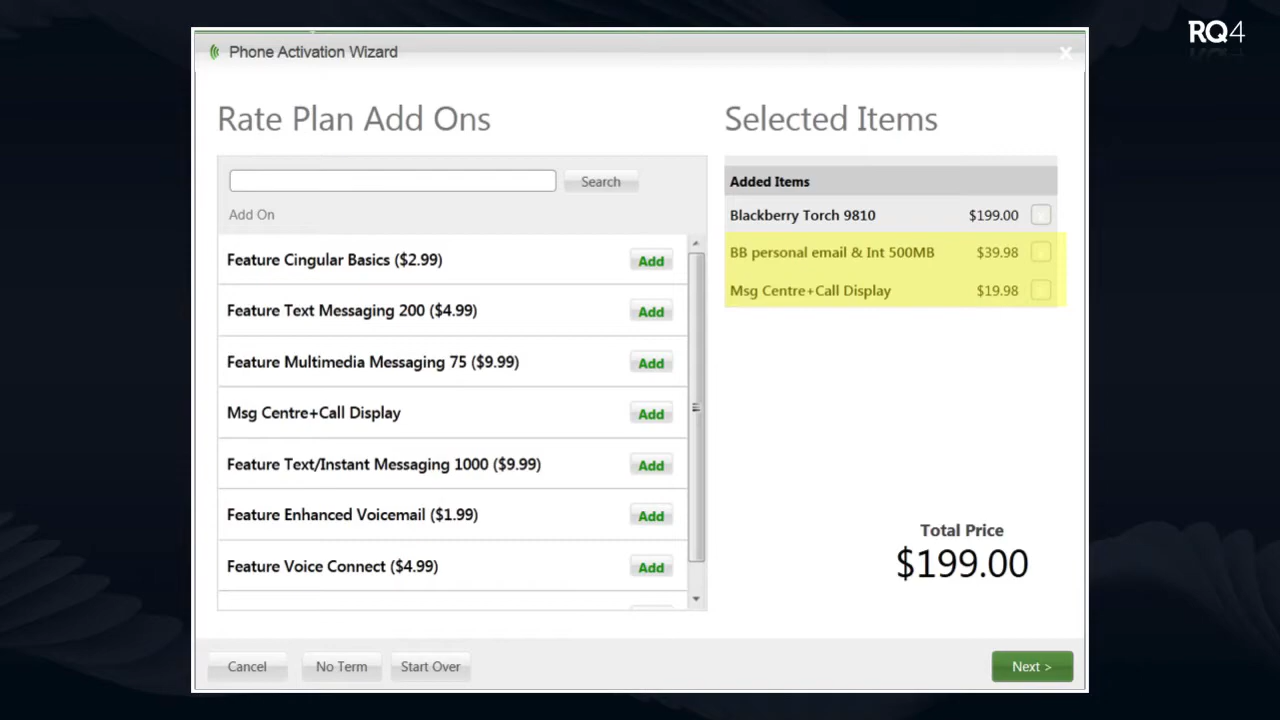 RQ4
Phone Activation Wizard
x
Rate Plan Add Ons
Search
Add On
Feature Cingular Basics ($2.99) Add
Feature Text Messaging 200 ($4.99) Add
Feature Multimedia Messaging 75 ($9.99) Add
Msg Centre+Call Display Add
Feature Text/Instant Messaging 1000 ($9.99) Add
Feature Enhanced Voicemail ($1.99) Add
Feature Voice Connect ($4.99) Add
Selected Items
Added Items
Blackberry Torch 9810 $199.00
BB personal email & Int 500MB $39.98
Msg Centre+Call Display $19.98
Total Price
$199.00
Cancel No Term Start Over Next >